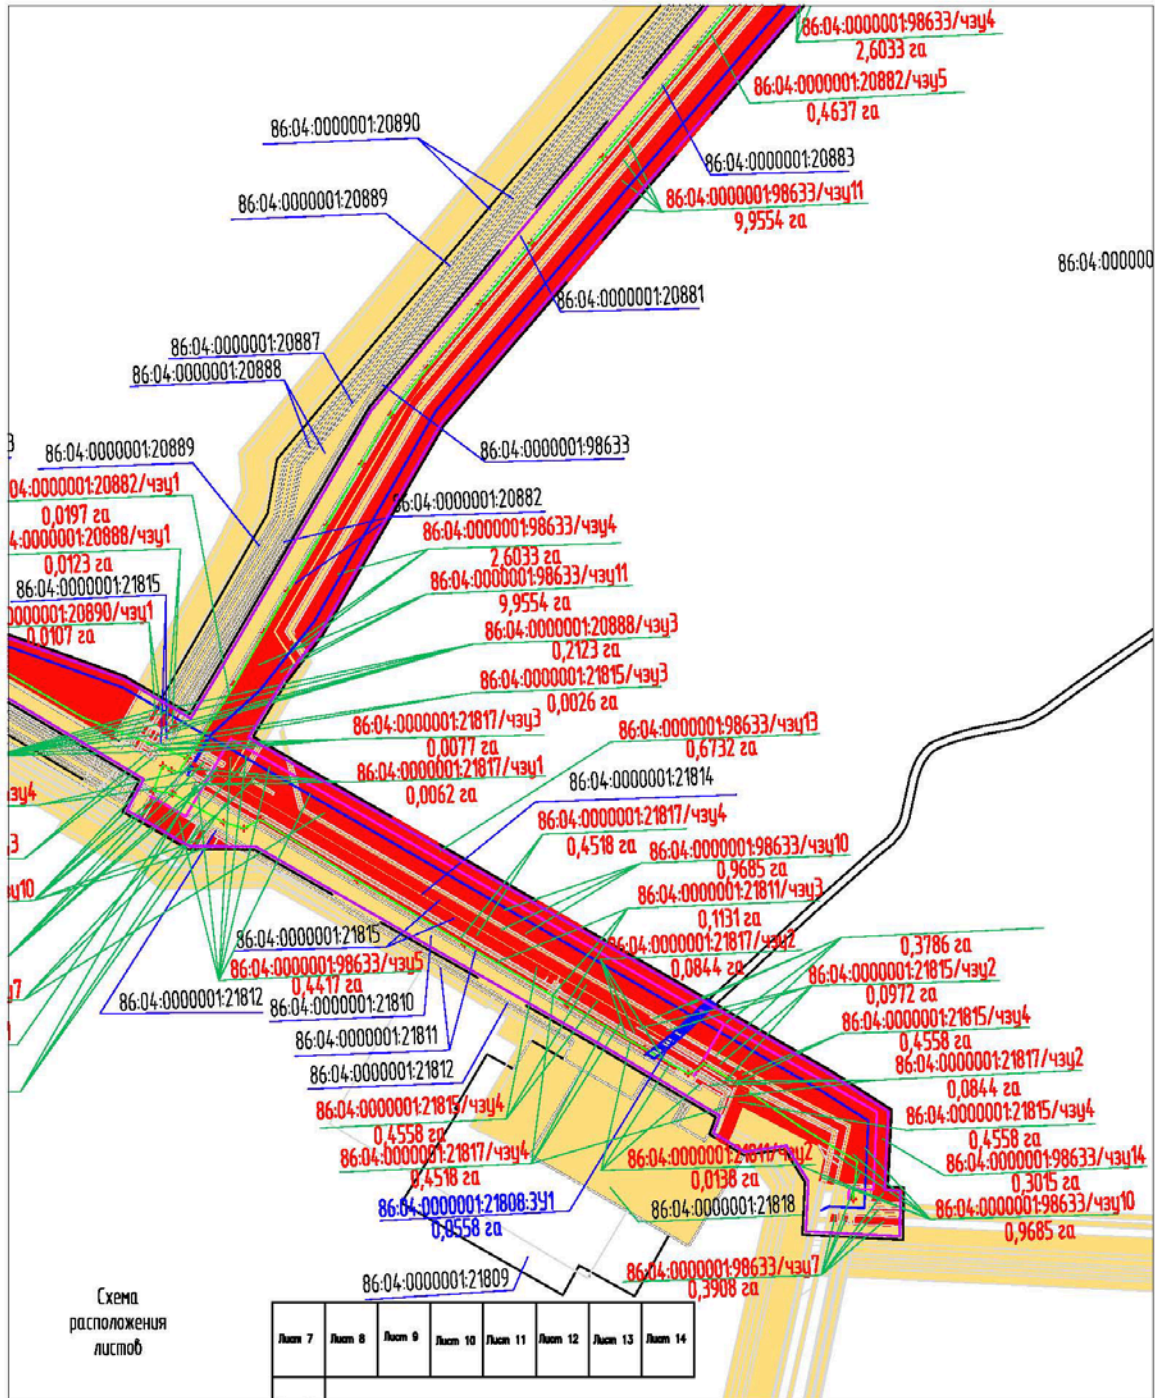 86:04:0000001:98633/чзу4
2,6033 га
86:04:0000001:20882/чзу5
0,4637 га
86:04:0000001:20890
86:04:0000001:20883
86:04:0000001:98633/чзу11
9,9554 га
86:04:0000001:20889
86:04:000000
86:04:0000001:20881
86:04:0000001:20887
86:04:0000001:20888
86:04:0000001:20889
86:04:0000001:98633
04:0000001:20882/чзу1
0,0197 га
86:04:0000001:20882
4:0000001:20888/чзу1
0,0123 га
86:04:0000001:98633/чзу4
2,6033 га
86:04:0000001:21815
86:04:0000001:98633/чзу11
9,9554 га
0000001:20890/чзу1
0,0107 га
86:04:0000001:20888/чзу3
0,2123 га
86:04:0000001:21815/чзу3
0,0026 га
86:04:0000001:21817/чзу3
0,0077 га
86:04:0000001:98633/чзу13
0,6732 га
86:04:0000001:21817/чзу1
0,0062 га
86:04:0000001:21814
зу4
86:04:0000001:21817/чзу4
0,4518 га
86:04:0000001:98633/чзу10
0,9685 га
зу10
86:04:0000001:21811/чзу3
0,1131 га
86:04:0000001:21815
86:04:0000001:21817/чзу2
0,0844 га
0,3786 га
86:04:0000001:98633/чзу5
0,4417 га
86:04:0000001:21815/чзу2
0,0972 га
86:04:0000001:21812
86:04:0000001:21810
86:04:0000001:21815/чзу4
0,4558 га
86:04:0000001:21811
86:04:0000001:21817/чзу2
0,0844 га
86:04:0000001:21812
86:04:0000001:21815/чзу4
0,4558 га
86:04:0000001:21815/чзу4
0,4558 га
86:04:0000001:21817/чзу4
0,4518 га
86:04:0000001:21811/чзу2
0,0138 га
86:04:0000001:98633/чзу14
0,3015 га
86:04:0000001:21808:ЗУ1
0,0558 га
86:04:0000001:21818
86:04:0000001:98633/чзу10
0,9685 га
86:04:0000001:98633/чзу7
0,3908 га
86:04:0000001:21809
Схема
расположения
листов
Лист 7 Лист 8 Лист 9 Лист 10 Лист 11 Лист 12 Лист 13 Лист 14